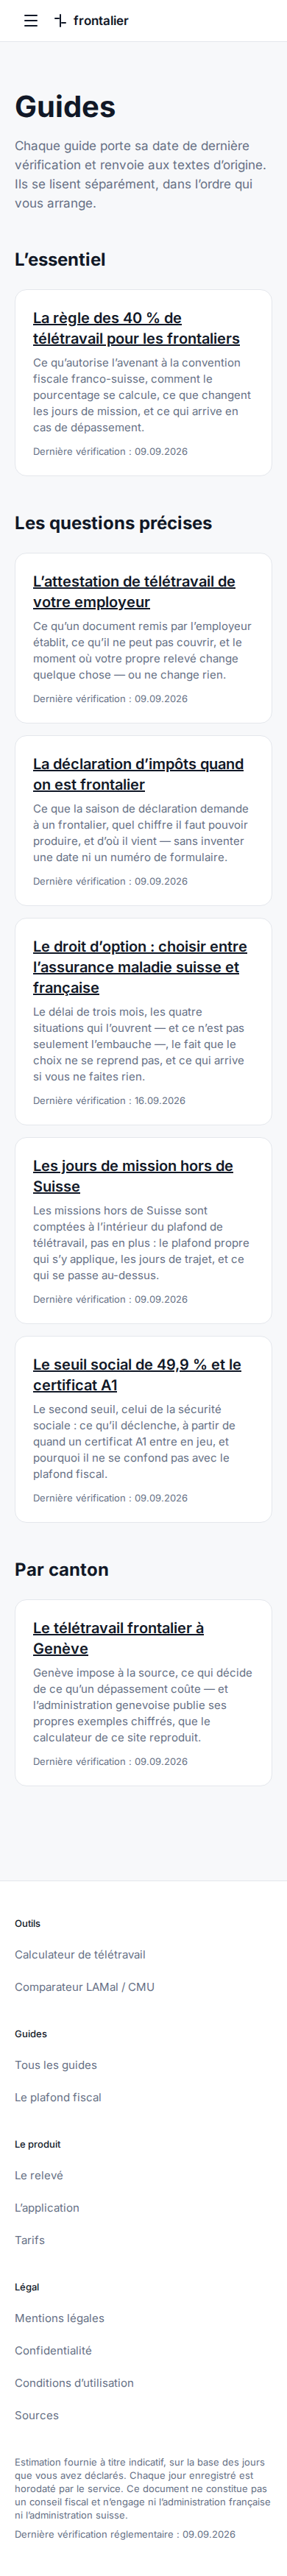 frontalier
Guides
Chaque guide porte sa date de dernière
vérification et renvoie aux textes d’origine.
Ils se lisent séparément, dans l’ordre qui
vous arrange.
L’essentiel
La règle des 40 % de
télétravail pour les frontaliers
Ce qu’autorise l’avenant à la convention
fiscale franco-suisse, comment le
pourcentage se calcule, ce que changent
les jours de mission, et ce qui arrive en
cas de dépassement.
Dernière vérification : 09.09.2026
Les questions précises
L’attestation de télétravail de
votre employeur
Ce qu’un document remis par l’employeur
établit, ce qu’il ne peut pas couvrir, et le
moment où votre propre relevé change
quelque chose — ou ne change rien.
Dernière vérification : 09.09.2026
La déclaration d’impôts quand
on est frontalier
Ce que la saison de déclaration demande
à un frontalier, quel chiffre il faut pouvoir
produire, et d’où il vient — sans inventer
une date ni un numéro de formulaire.
Dernière vérification : 09.09.2026
Le droit d’option : choisir entre
l’assurance maladie suisse et
française
Le délai de trois mois, les quatre
situations qui l’ouvrent — et ce n’est pas
seulement l’embauche —, le fait que le
choix ne se reprend pas, et ce qui arrive
si vous ne faites rien.
Dernière vérification : 16.09.2026
Les jours de mission hors de
Suisse
Les missions hors de Suisse sont
comptées à l’intérieur du plafond de
télétravail, pas en plus : le plafond propre
qui s’y applique, les jours de trajet, et ce
qui se passe au-dessus.
Dernière vérification : 09.09.2026
Le seuil social de 49,9 % et le
certificat A1
Le second seuil, celui de la sécurité
sociale : ce qu’il déclenche, à partir de
quand un certificat A1 entre en jeu, et
pourquoi il ne se confond pas avec le
plafond fiscal.
Dernière vérification : 09.09.2026
Par canton
Le télétravail frontalier à
Genève
Genève impose à la source, ce qui décide
de ce qu’un dépassement coûte — et
l’administration genevoise publie ses
propres exemples chiffrés, que le
calculateur de ce site reproduit.
Dernière vérification : 09.09.2026
Outils
Calculateur de télétravail
Comparateur LAMal / CMU
Guides
Tous les guides
Le plafond fiscal
Le produit
Le relevé
L’application
Tarifs
Légal
Mentions légales
Confidentialité
Conditions d’utilisation
Sources
Estimation fournie à titre indicatif, sur la base des jours
que vous avez déclarés. Chaque jour enregistré est
horodaté par le service. Ce document ne constitue pas
un conseil fiscal et n’engage ni l’administration française
ni l’administration suisse.
Dernière vérification réglementaire : 09.09.2026